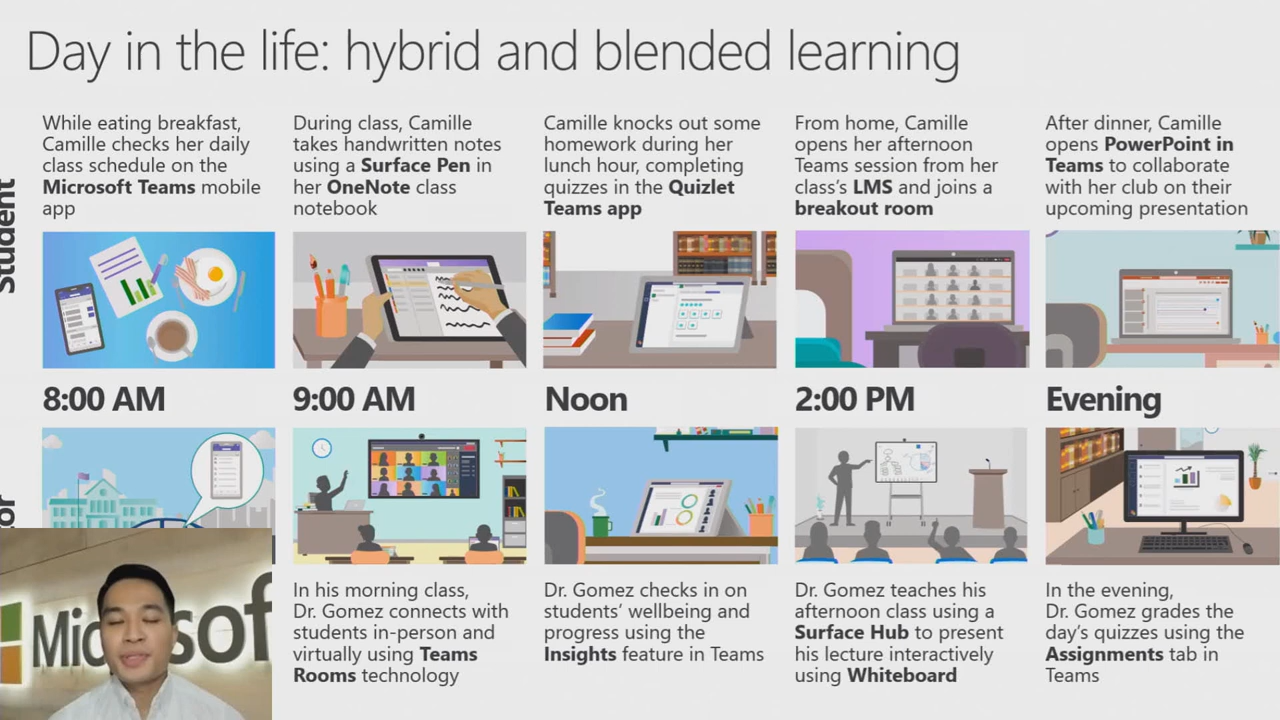 Day in the life: hybrid and blended learning
Student
While eating breakfast,
Camille checks her daily
class schedule on the
Microsoft Teams mobile
app
During class, Camille
takes handwritten notes
using a Surface Pen in
her OneNote class
notebook
Camille knocks out some
homework during her
lunch hour, completing
quizzes in the Quizlet
Teams app
From home, Camille
opens her afternoon
Teams session from her
class's LMS and joins a
breakout room
After dinner, Camille
opens PowerPoint in
Teams to collaborate
with her club on their
upcoming presentation
8:00 AM
9:00 AM
Noon
2:00 PM
Evening
In his morning class,
Dr. Gomez connects with
students in-person and
virtually using Teams
Rooms technology
Dr. Gomez checks in on
students' wellbeing and
progress using the
Insights feature in Teams
Dr. Gomez teaches his
afternoon class using a
Surface Hub to present
his lecture interactively
using Whiteboard
In the evening,
Dr. Gomez grades the
day's quizzes using the
Assignments tab in
Teams